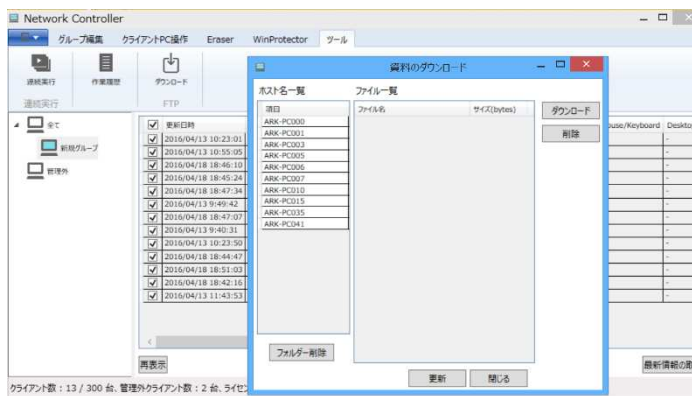 Network Controller
グループ編集 クライアントPC操作 Eraser WinProtector ツール
連続実行 作業履歴 ダウンロード
連続実行 FTP
全て
新規グループ
管理外
更新日時
2016/04/13 10:23:01
2016/04/13 10:55:05
2016/04/18 18:46:10
2016/04/18 18:45:24
2016/04/18 18:47:34
2016/04/13 9:49:42
2016/04/18 18:47:07
2016/04/13 9:40:31
2016/04/13 10:23:50
2016/04/18 18:44:47
2016/04/18 18:51:03
2016/04/18 18:42:16
2016/04/13 11:43:53
再表示
資料のダウンロード
ホスト名一覧 ファイル一覧
項目
ARK-PC000
ARK-PC001
ARK-PC003
ARK-PC005
ARK-PC006
ARK-PC007
ARK-PC010
ARK-PC015
ARK-PC035
ARK-PC041
ファイル名 サイズ(bytes)
ダウンロード
削除
フォルダー削除
更新 閉じる
ouse/Keyboard Deskto
最新情報の取
クライアント数：13 / 300 台、管理外クライアント数：2 台、ライセン